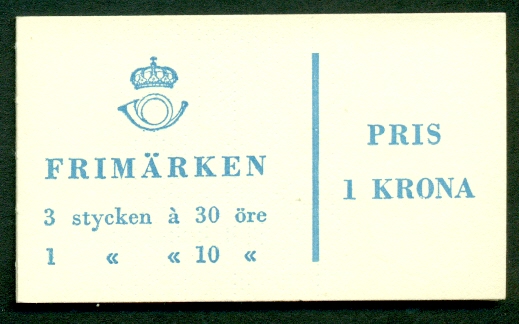 FRIMÄRKEN
3 stycken à 30 öre
1 « « 10 «
PRIS
1 KRONA